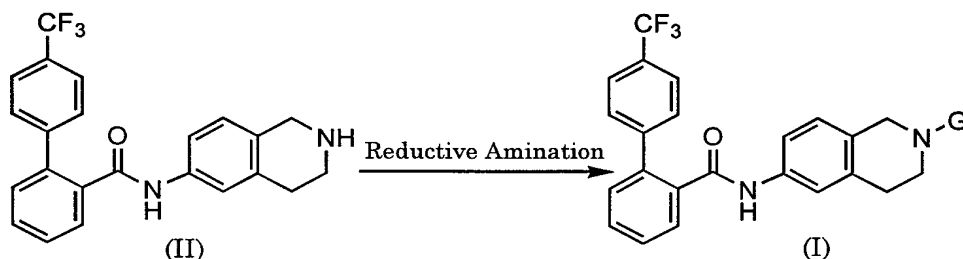 CF3
O
N
H
NH
(II)
Reductive Amination
CF3
O
N
H
N-G
(I)